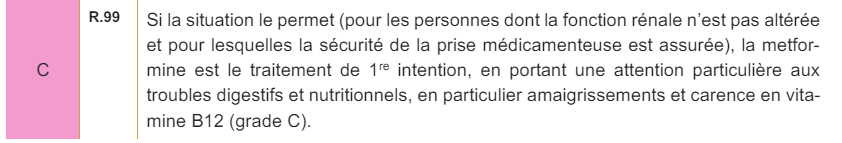 R.99
Si la situation le permet (pour les personnes dont la fonction rénale n'est pas altérée
et pour lesquelles la sécurité de la prise médicamenteuse est assurée), la metfor-
C
mine est le traitement de 1re intention, en portant une attention particulière aux
troubles digestifs et nutritionnels, en particulier amaigrissements et carence en vita-
mine B12 (grade C).